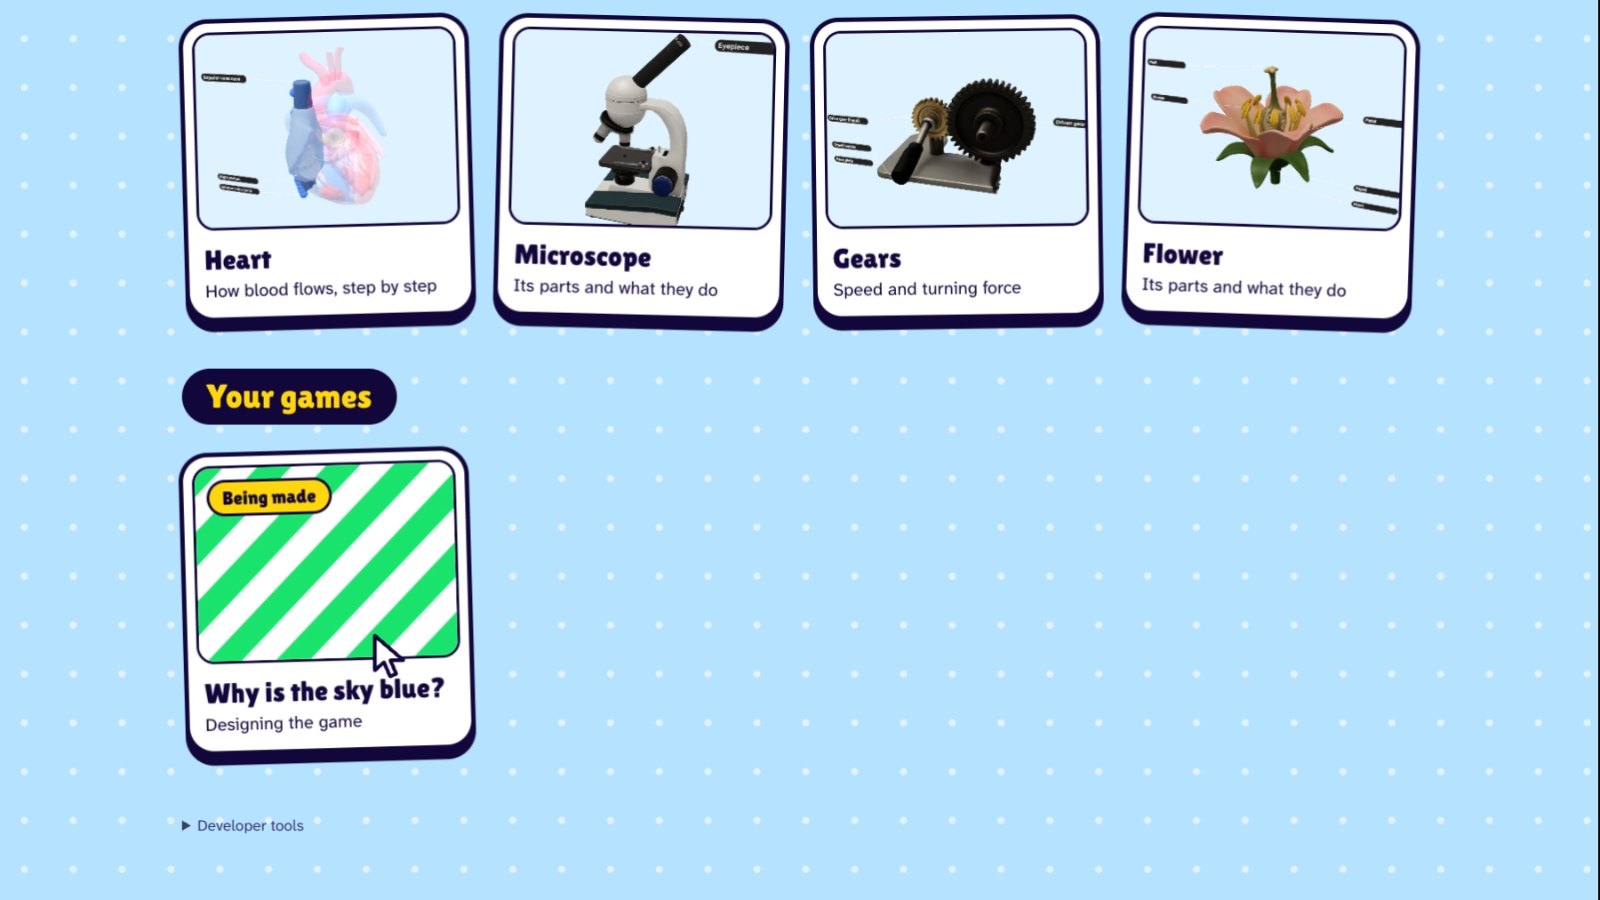 Eyepiece
Heart
How blood flows, step by step
Microscope
Its parts and what they do
Gears
Speed and turning force
Flower
Its parts and what they do
Your games
Being made
Why is the sky blue?
Designing the game
Developer tools